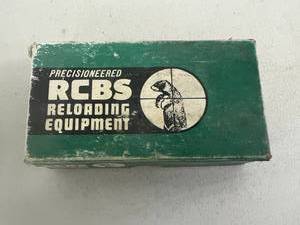 PRECISIONEERED
RCBS
RELOADING
EQUIPMENT